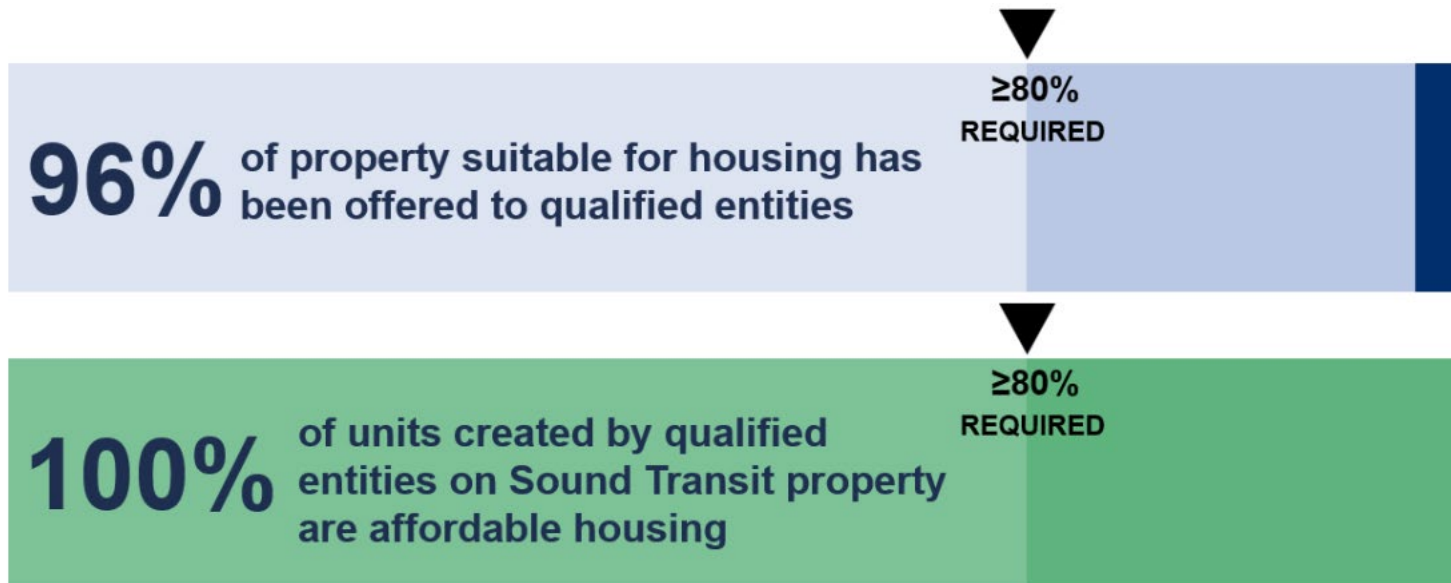 ≥80%
REQUIRED
96%
of property suitable for housing has
been offered to qualified entities
≥80%
REQUIRED
100%
of units created by qualified
entities on Sound Transit property
are affordable housing